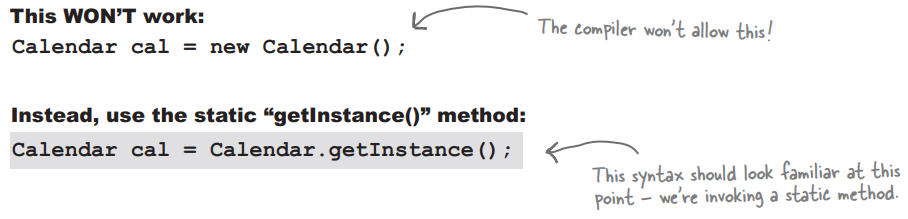 This WON'T work:
Calendar cal = new Calendar();
The compiler won't allow this!
Instead, use the static “getInstance()” method:
Calendar cal = Calendar.getInstance();
This syntax should look familiar at this
point – we're invoking a static method.